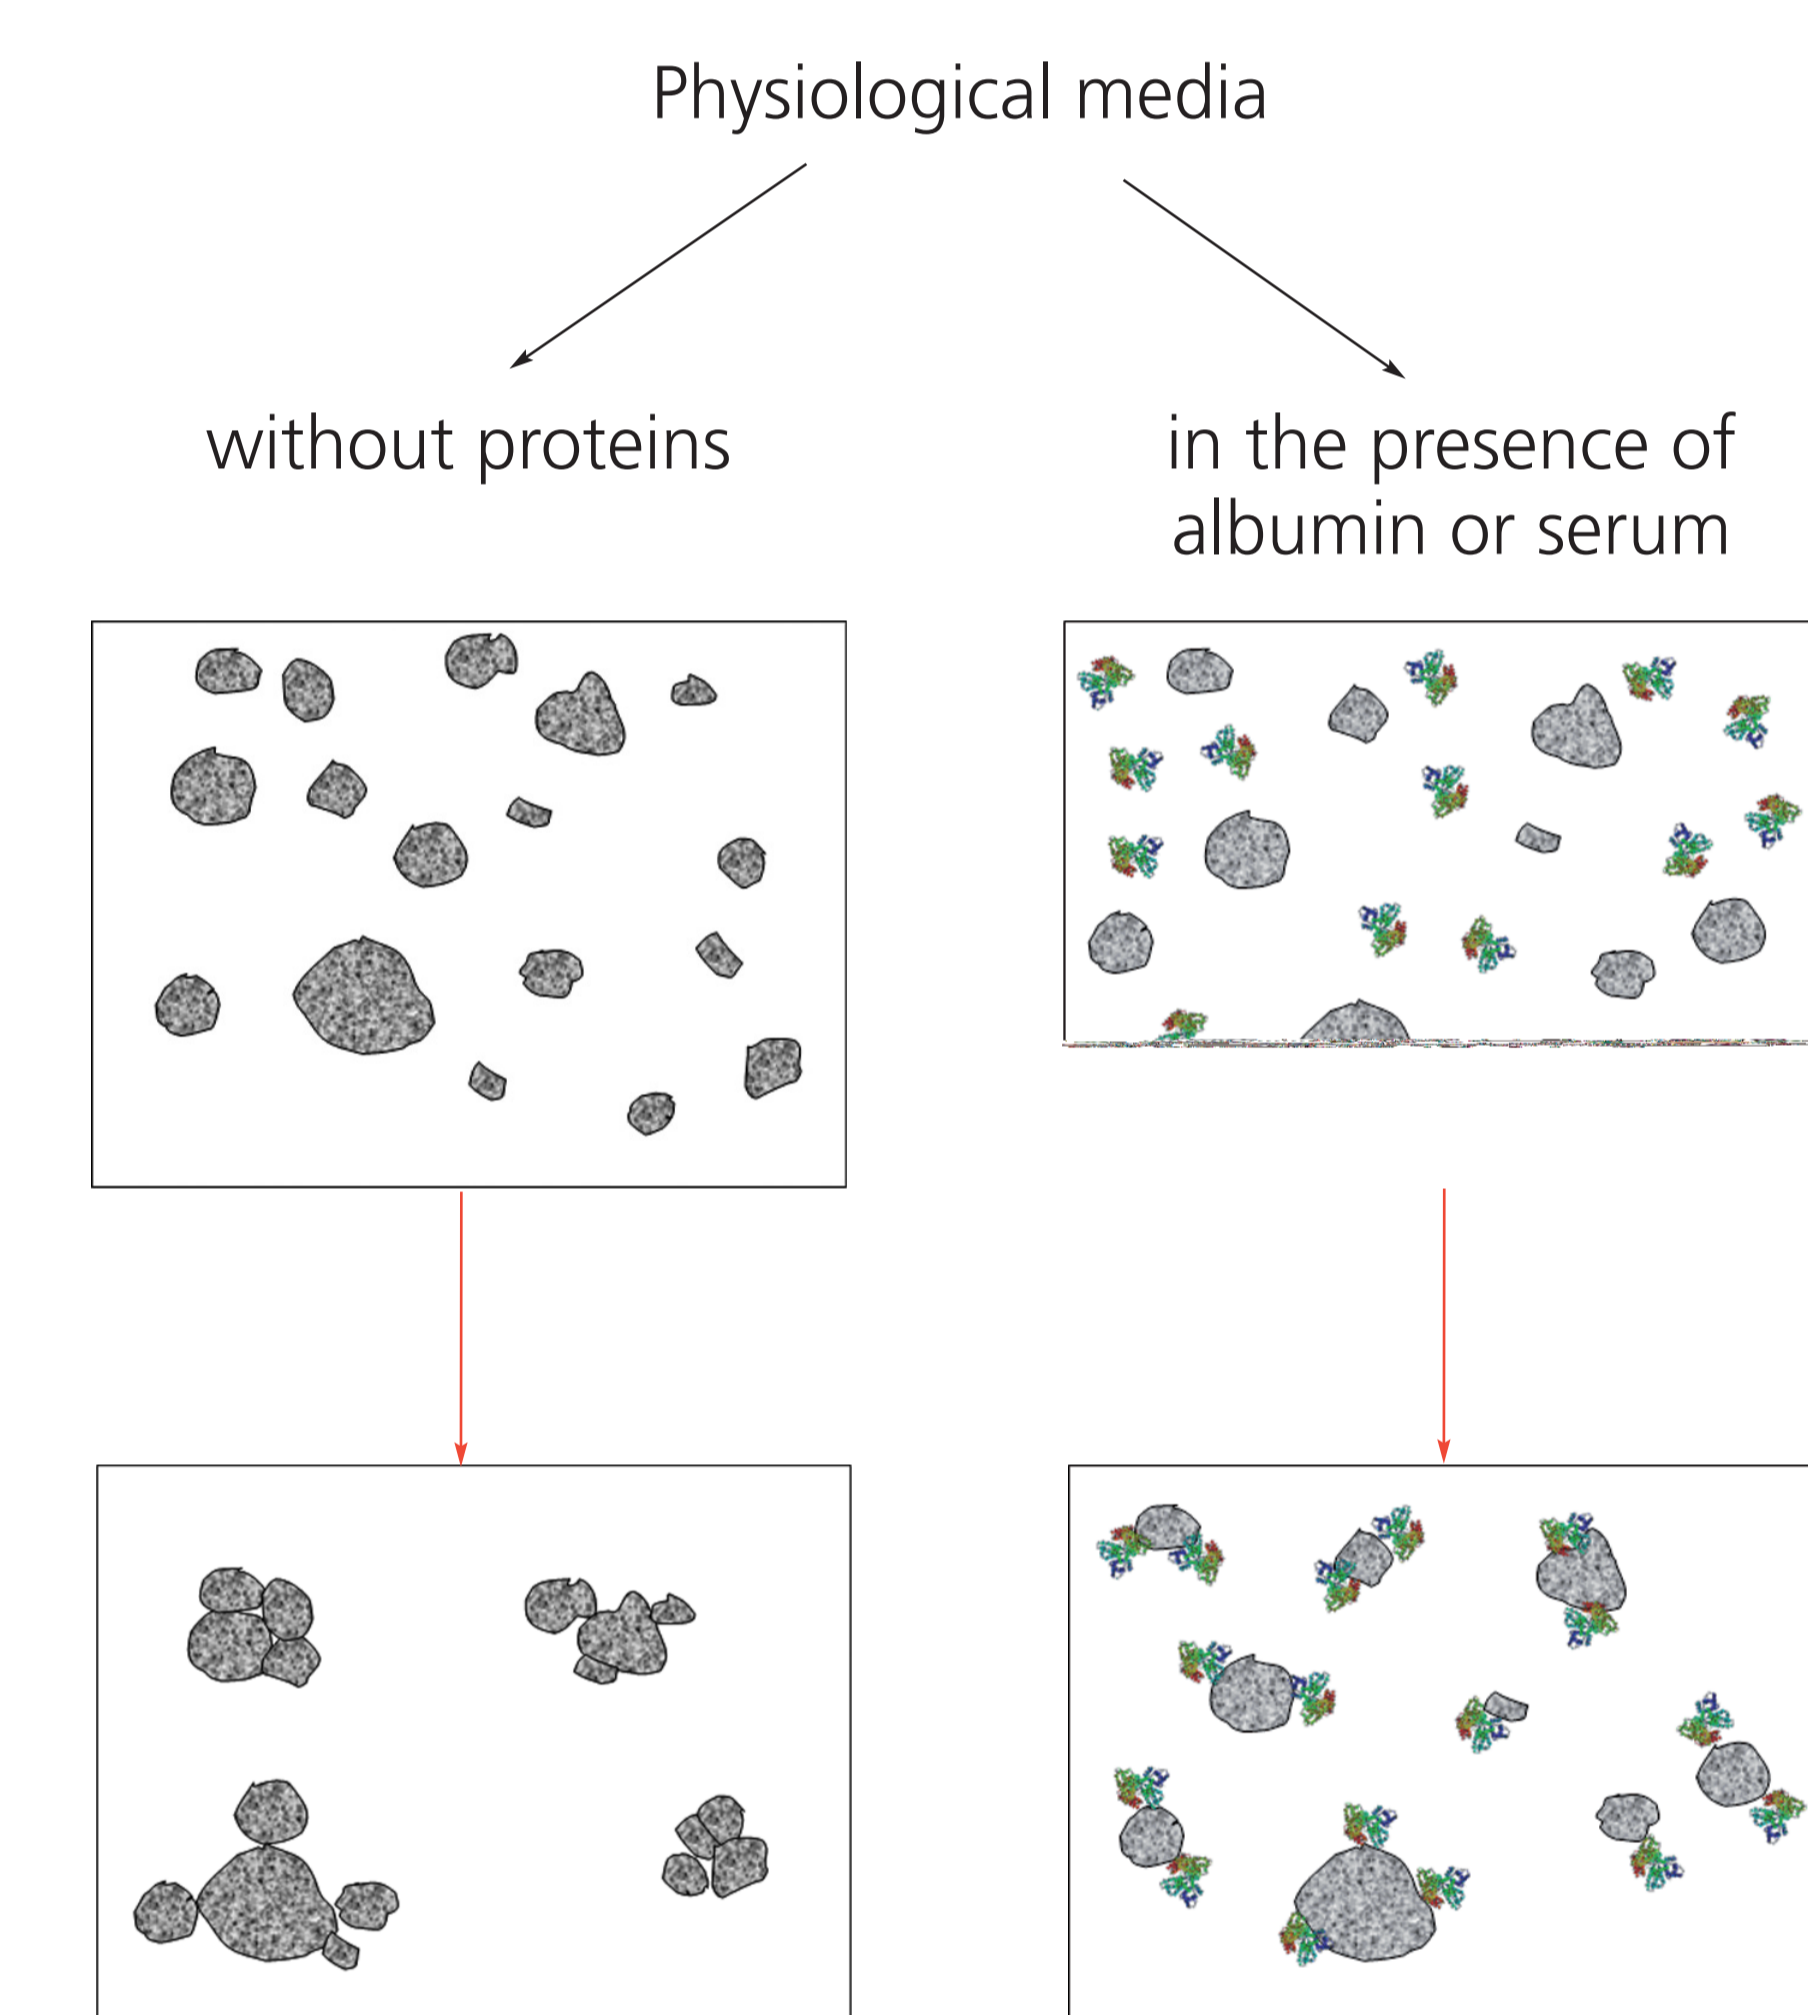 Physiological media
without proteins
in the presence of
albumin or serum